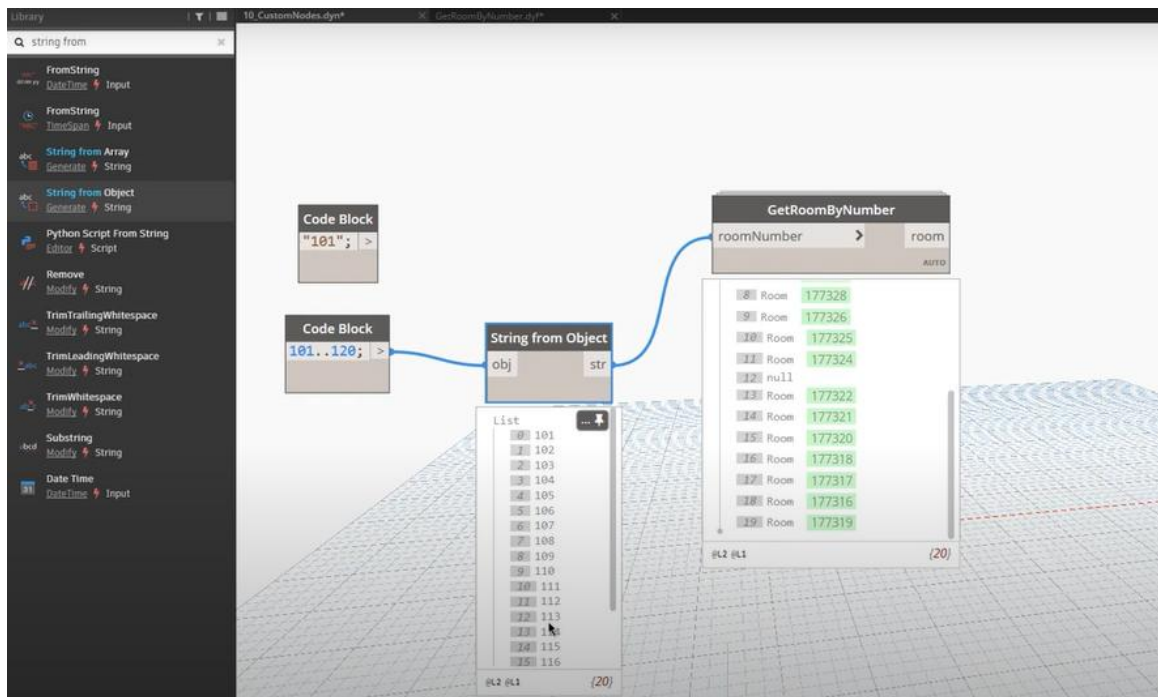 Library
10_CustomNodes.dyn*
GetRoomByNumber.dyf*
string from
FromString
DateTime Input
FromString
TimeSpan Input
String from Array
Generate String
String from Object
Generate String
Python Script From String
Editor Script
Remove
Modify String
TrimTrailingWhitespace
Modify String
TrimLeadingWhitespace
Modify String
TrimWhitespace
Modify String
Substring
Modify String
Date Time
DateTime Input
Code Block
"101"; >
Code Block
101..120; >
String from Object
obj str
List
0 101
1 102
2 103
3 104
4 105
5 106
6 107
7 108
8 109
9 110
10 111
11 112
12 113
13
14 115
15 116
@L2 @L1 {20}
GetRoomByNumber
roomNumber > room
AUTO
8 Room 177328
9 Room 177326
10 Room 177325
11 Room 177324
12 null
13 Room 177322
14 Room 177321
15 Room 177320
16 Room 177318
17 Room 177317
18 Room 177316
19 Room 177319
@L2 @L1 {20}